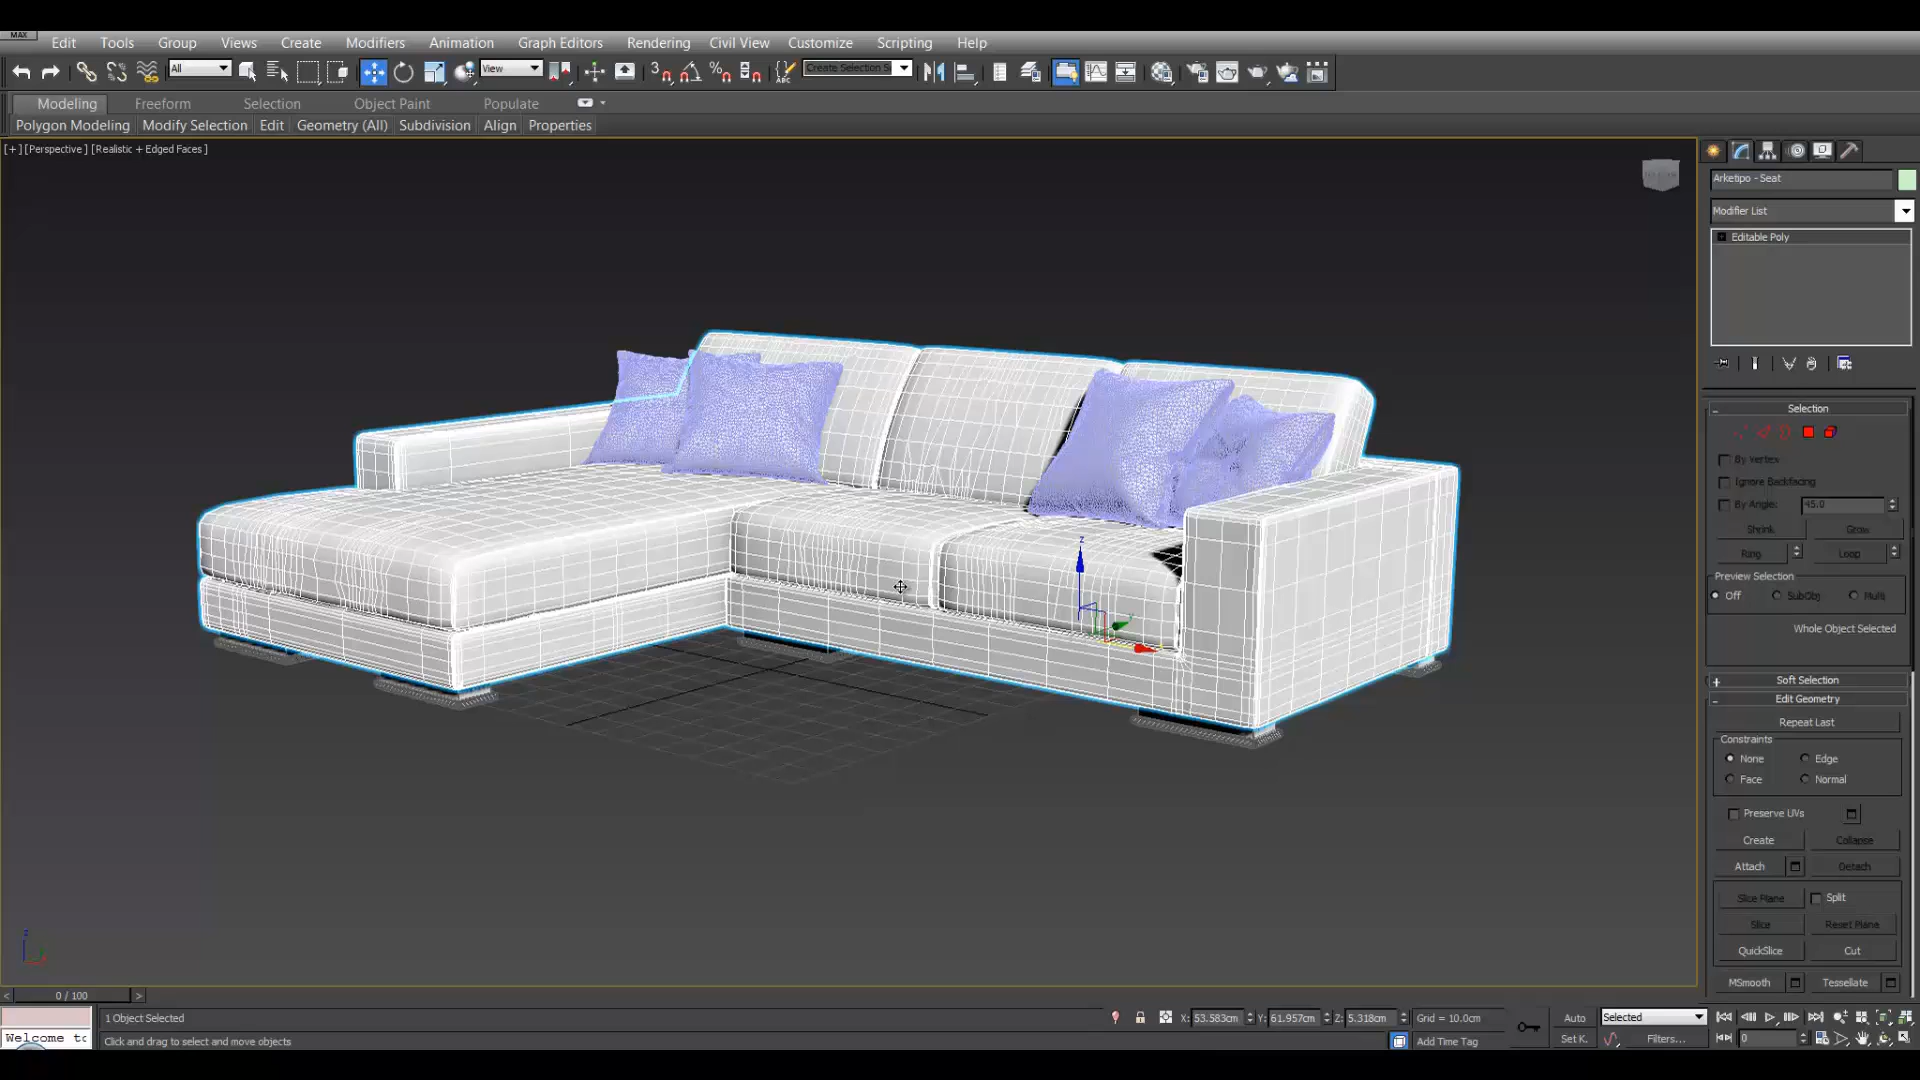 MAX
Edit Tools Group Views Create Modifiers Animation Graph Editors Rendering Civil View Customize Scripting Help
All View Create Selection S
Modeling Freeform Selection Object Paint Populate
Polygon Modeling Modify Selection Edit Geometry (All) Subdivision Align Properties
[+] [Perspective ] [Realistic + Edged Faces ]
Arketipo - Seat
Modifier List
Editable Poly
Selection
By Vertex
Ignore Backfacing
By Angle: 45.0
Shrink Grow
Ring Loop
Preview Selection
Off SubObj Multi
Whole Object Selected
Soft Selection
Edit Geometry
Repeat Last
Constraints
None Edge
Face Normal
Preserve UVs
Create Collapse
Attach Detach
Slice Plane Split
Slice Reset Plane
QuickSlice Cut
MSmooth Tessellate
z
z
< 0 / 100 >
1 Object Selected X: 53.583cm Y: 61.957cm Z: 5.318cm Grid = 10.0cm Auto Selected
Welcome to Click and drag to select and move objects Add Time Tag Set K. Filters... 0